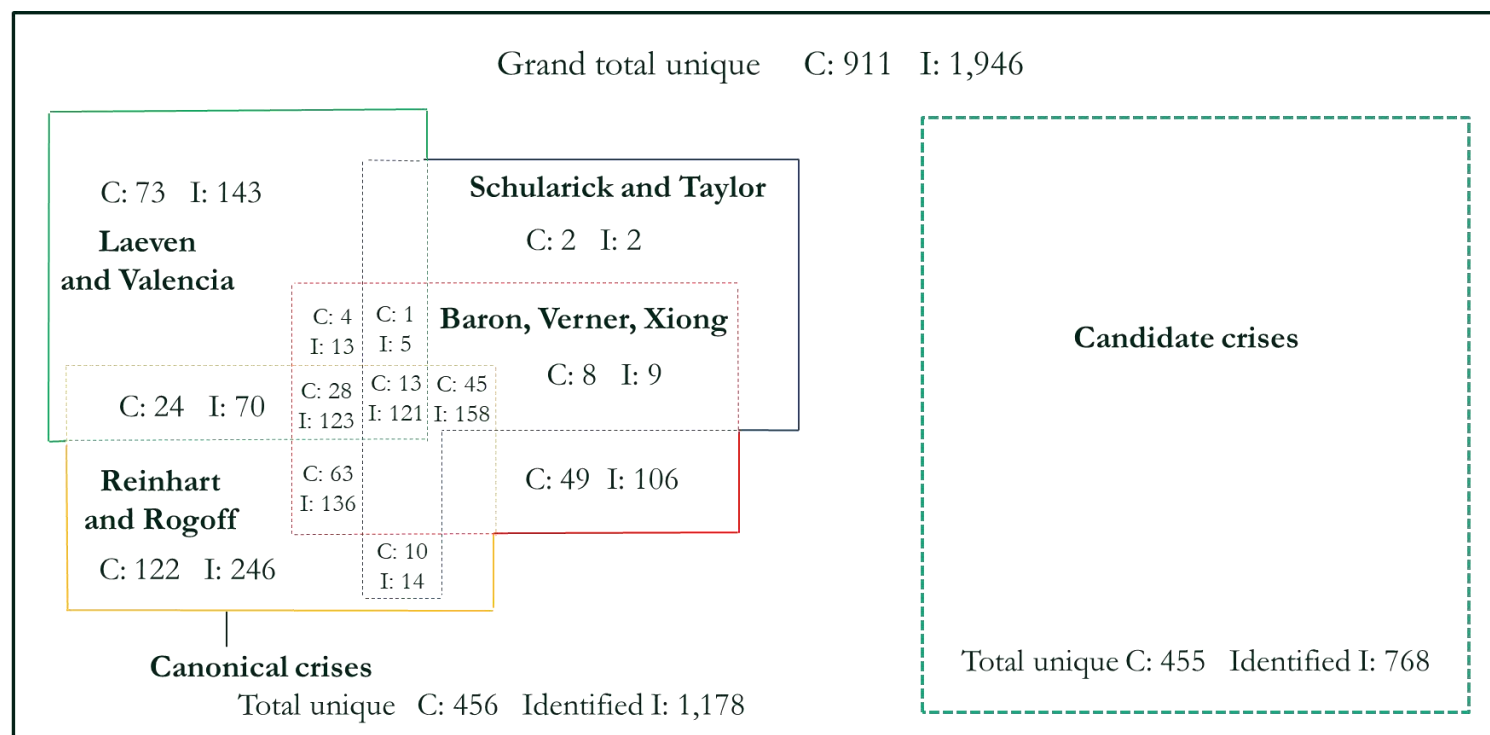 Grand total unique C: 911 I: 1,946
C: 73 I: 143
Laeven
and Valencia
Schularick and Taylor
C: 2 I: 2
C: 4
I: 13
C: 1
I: 5
Baron, Verner, Xiong
C: 8 I: 9
C: 24 I: 70
C: 28
I: 123
C: 13
I: 121
C: 45
I: 158
Reinhart
and Rogoff
C: 122 I: 246
C: 63
I: 136
C: 49 I: 106
C: 10
I: 14
Canonical crises
Total unique C: 456 Identified I: 1,178
Candidate crises
Total unique C: 455 Identified I: 768